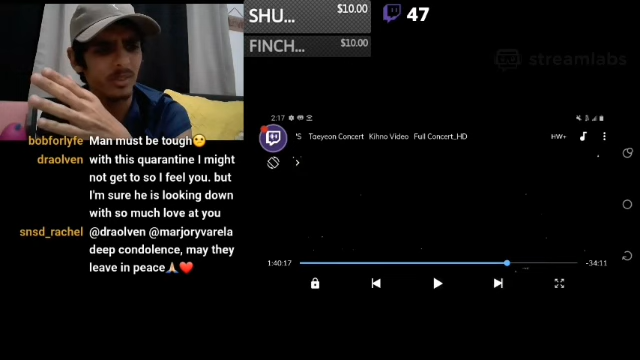 SHU... $10.00
FINCH... $10.00
47
streamlabs
2:17
'S Taeyeon Concert Kihno Video Full Concert_HD
HW+
bobforlyfe Man must be tough😕
draolven with this quarantine I might
not get to so I feel you. but
I'm sure he is looking down
with so much love at you
snsd_rachel @draolven @marjoryvarela
deep condolence, may they
leave in peace🙏🏼❤️
1:40:17
-34:11